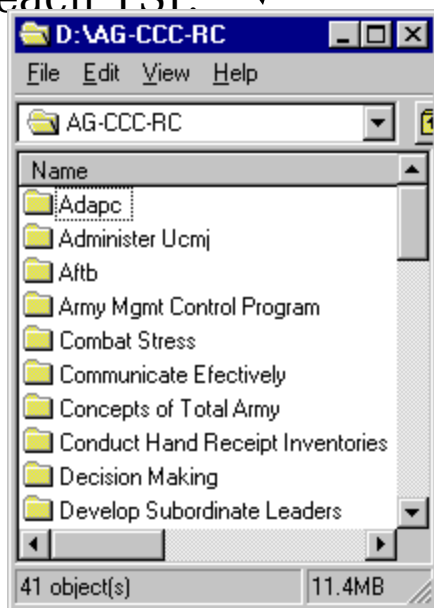 each TSP.
D:\AG-CCC-RC
File Edit View Help
AG-CCC-RC
Name
Adapc
Administer Ucmj
Aftb
Army Mgmt Control Program
Combat Stress
Communicate Efectively
Concepts of Total Army
Conduct Hand Receipt Inventories
Decision Making
Develop Subordinate Leaders
41 object(s) 11.4MB